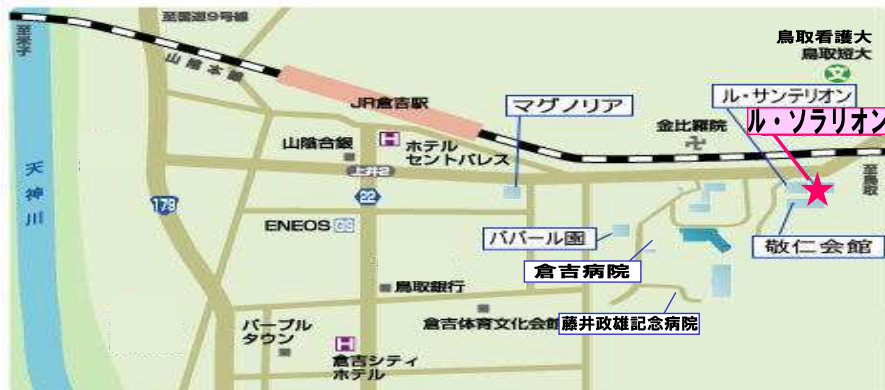 至国道9号線
至米子
山陰本線
鳥取看護大
鳥取短大
文
JR倉吉駅
マグノリア
ル・サンテリオン
ル・ソラリオン
金比羅院
卍
山陰合銀
H
ホテル
セントパレス
上井2
至鳥取
天神川
179
22
ENEOS
GS
ババール園
敬仁会館
倉吉病院
鳥取銀行
倉吉体育文化会館
藤井政雄記念病院
パープル
タウン
H
倉吉シティ
ホテル